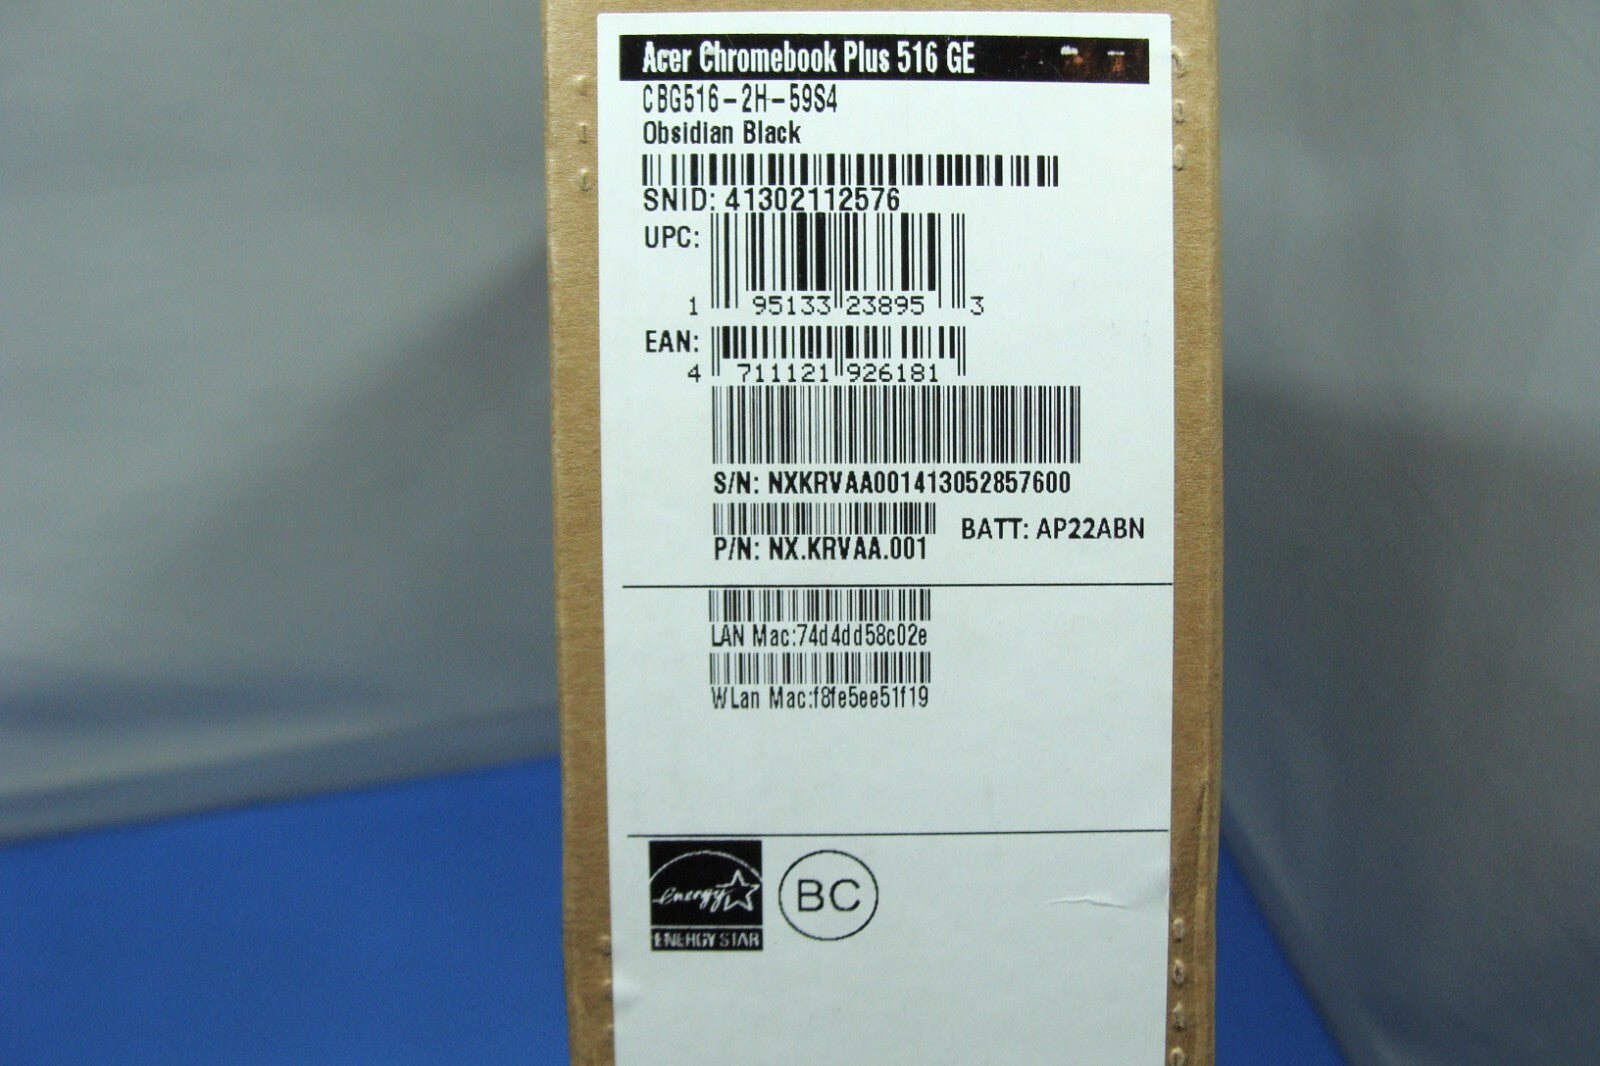 Acer Chromebook Plus 516 GE
CBG516-2H-59S4
Obsidian Black
SNID: 41302112576
UPC:
1 95133 23895 3
EAN:
4 711121 926181
S/N: NXKRVAA001413052857600
P/N: NX.KRVAA.001
BATT: AP22ABN
LAN Mac:74d4dd58c02e
WLan Mac:f8fe5ee51f19
energy
ENERGY STAR
BC